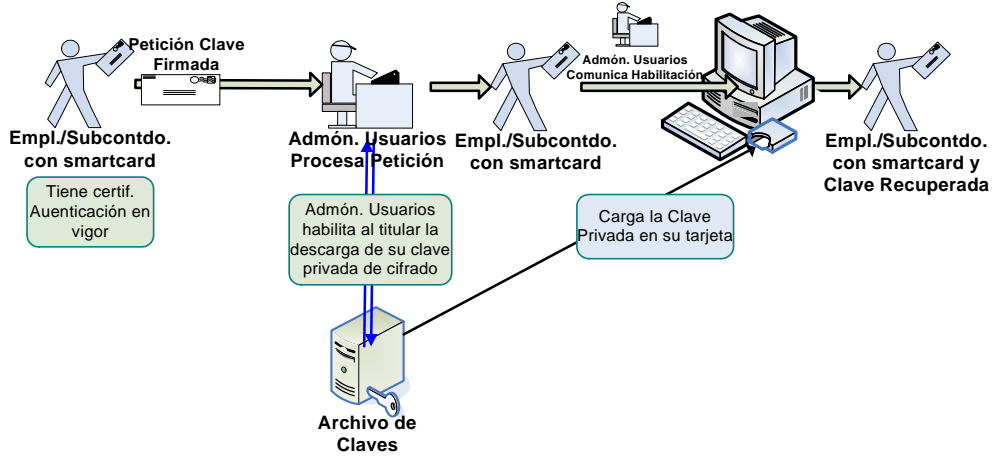 Petición Clave
Firmada
Empl./Subcontdo.
con smartcard
Tiene certif.
Auenticación en
vigor
Admón. Usuarios
Procesa Petición
Admón. Usuarios
habilita al titular la
descarga de su clave
privada de cifrado
Archivo de
Claves
Empl./Subcontdo.
con smartcard
Admón. Usuarios
Comunica Habilitación
Carga la Clave
Privada en su tarjeta
Empl./Subcontdo.
con smartcard y
Clave Recuperada